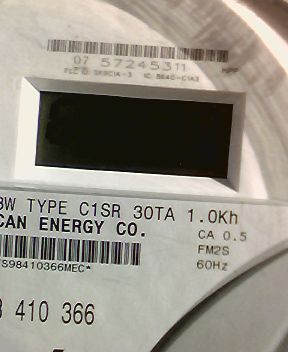 07 57245311
3W TYPE C1SR 30TA 1.0Kh
CAN ENERGY CO.
CA 0.5
FM2S
60Hz
S98410366MEC*
410 366